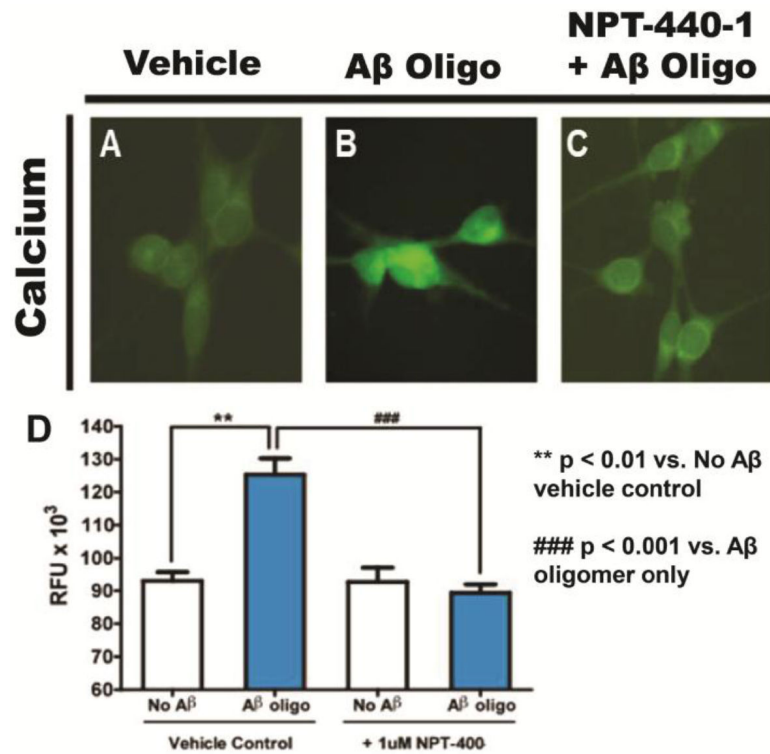 Vehicle
Aβ Oligo
NPT-440-1
+ Aβ Oligo
Calcium
A
B
C
D
RFU x 10³
140
130
120
110
100
90
80
70
60
**
###
No Aβ
Aβ oligo
No Aβ
Aβ oligo
Vehicle Control
+ 1uM NPT-400-
** p < 0.01 vs. No Aβ
vehicle control
### p < 0.001 vs. Aβ
oligomer only